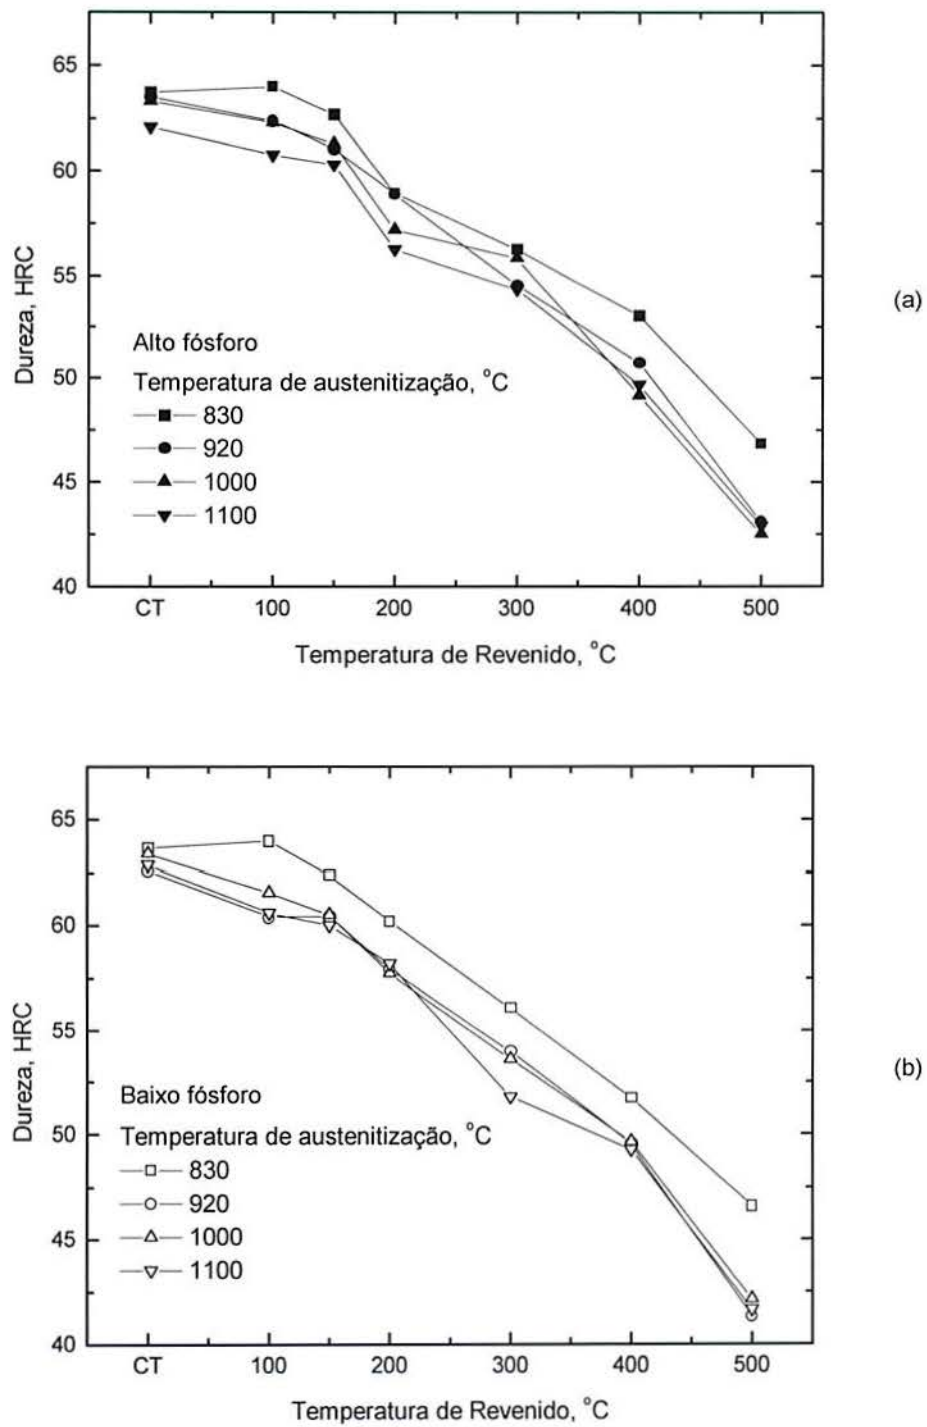 65
60
55
50
45
40
Dureza, HRC
Alto fósforo
Temperatura de austenitização, °C
830
920
1000
1100
CT 100 200 300 400 500
Temperatura de Revenido, °C
(a)
65
60
55
50
45
40
Dureza, HRC
Baixo fósforo
Temperatura de austenitização, °C
830
920
1000
1100
CT 100 200 300 400 500
Temperatura de Revenido, °C
(b)